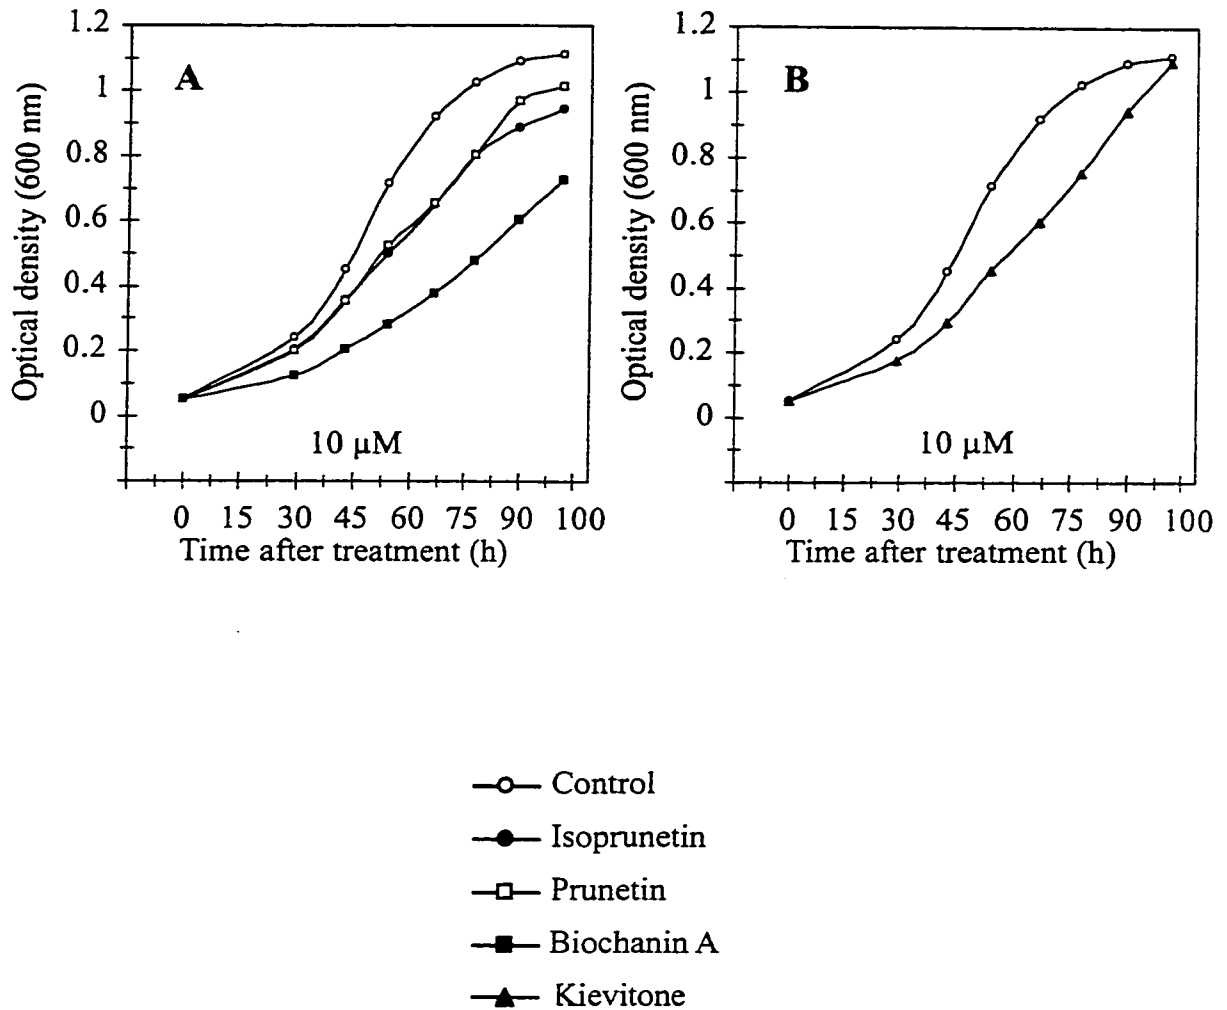 A
1.2
1
0.8
0.6
0.4
0.2
0
Optical density (600 nm)
10 µM
0 15 30 45 60 75 90 100
Time after treatment (h)
B
1.2
1
0.8
0.6
0.4
0.2
0
Optical density (600 nm)
10 µM
0 15 30 45 60 75 90 100
Time after treatment (h)
Control
Isoprunetin
Prunetin
Biochanin A
Kievitone